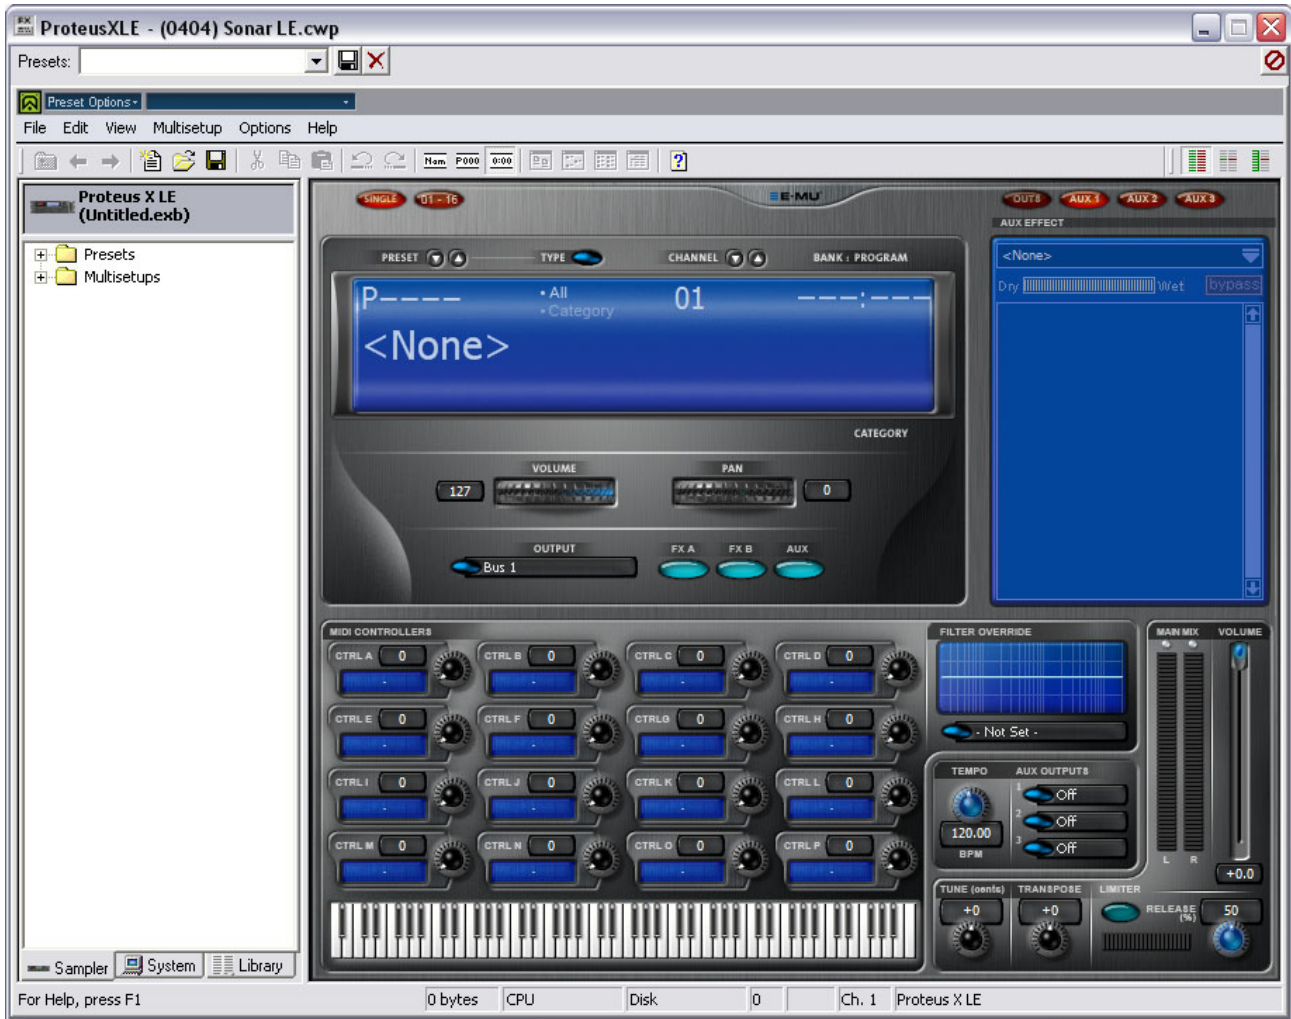 ProteusXLE - (0404) Sonar LE.cwp
Presets:
Preset Options
File Edit View Multisetup Options Help
Nam P000 0:00
Proteus X LE
(Untitled.exb)
Presets
Multisetups
SINGLE 01 - 16 E-MU OUTS AUX 1 AUX 2 AUX 3
AUX EFFECT
PRESET TYPE CHANNEL BANK : PROGRAM
P---- • All 01 ---:---
• Category
<None>
CATEGORY
<None>
Dry Wet bypass
VOLUME PAN
127 0
OUTPUT FX A FX B AUX
Bus 1
MIDI CONTROLLERS
CTRL A 0 CTRL B 0 CTRL C 0 CTRL D 0
- - - -
CTRL E 0 CTRL F 0 CTRLG 0 CTRL H 0
- - - -
CTRL I 0 CTRL J 0 CTRL K 0 CTRL L 0
- - - -
CTRL M 0 CTRL N 0 CTRL O 0 CTRL P 0
- - - -
FILTER OVERRIDE
- Not Set -
MAIN MIX VOLUME
L R
+0.0
TEMPO AUX OUTPUTS
1 Off
2 Off
3 Off
120.00
BPM
TUNE (cents) TRANSPOSE LIMITER
+0 +0 RELEASE (%) 50
Sampler System Library
For Help, press F1 0 bytes CPU Disk 0 Ch. 1 Proteus X LE